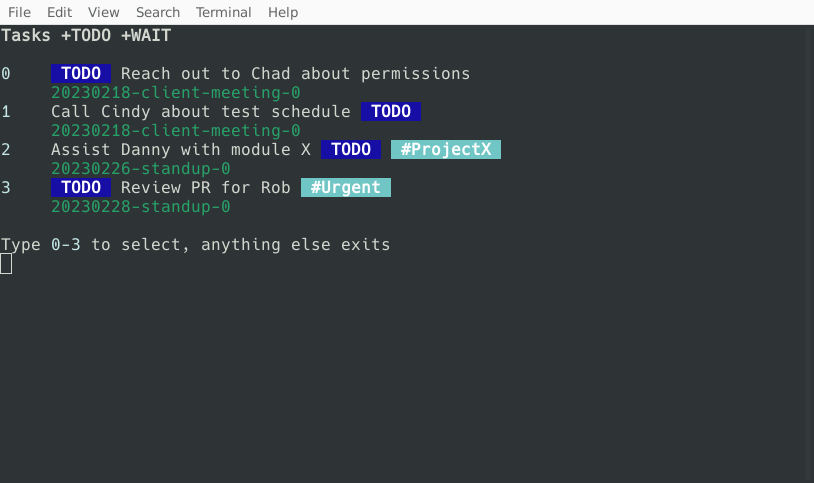 File Edit View Search Terminal Help
Tasks +TODO +WAIT
0 TODO Reach out to Chad about permissions
20230218-client-meeting-0
1 Call Cindy about test schedule TODO
20230218-client-meeting-0
2 Assist Danny with module X TODO #ProjectX
20230226-standup-0
3 TODO Review PR for Rob #Urgent
20230228-standup-0
Type 0-3 to select, anything else exits